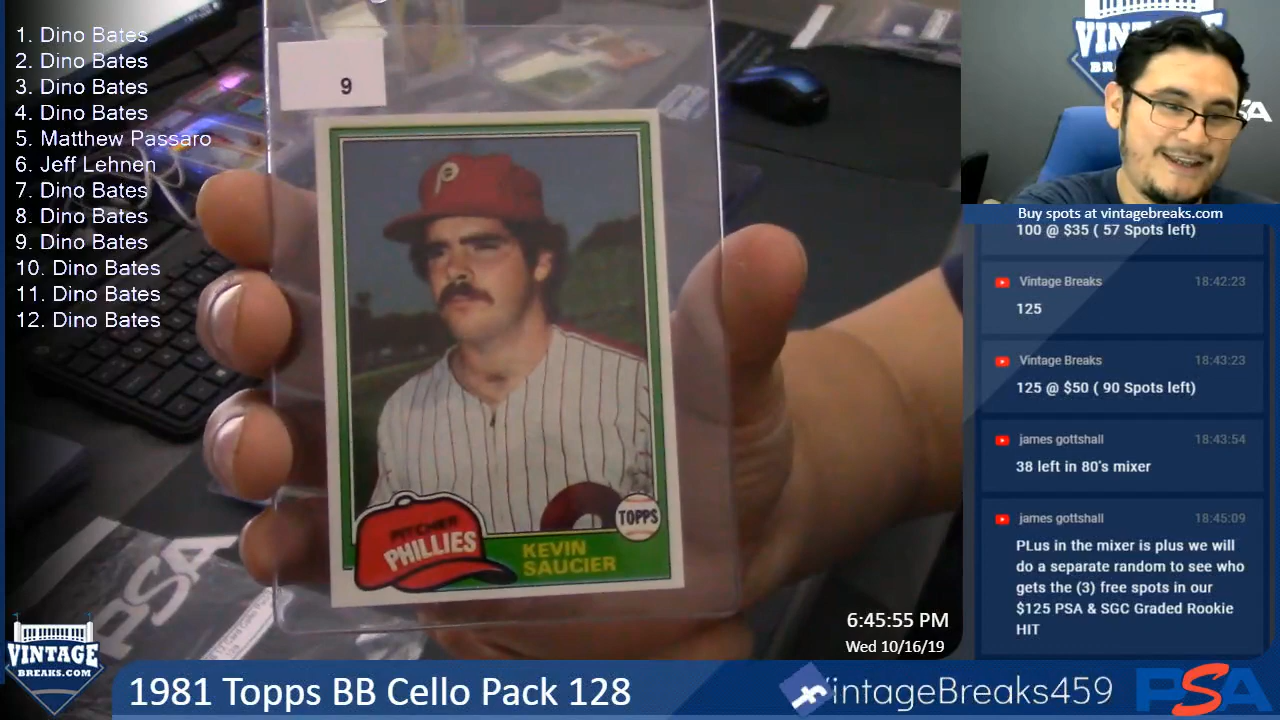 1. Dino Bates
2. Dino Bates
3. Dino Bates
4. Dino Bates
5. Matthew Passaro
6. Jeff Lehnen
7. Dino Bates
8. Dino Bates
9. Dino Bates
10. Dino Bates
11. Dino Bates
12. Dino Bates
9
P
PITCHER
PHILLIES
KEVIN
SAUCIER
TOPPS
PSA
VINTAGE
BREAKS.COM
6:45:55 PM
Wed 10/16/19
1981 Topps BB Cello Pack 128
VintageBreaks459
PSA
VIN
BR
SA
Buy spots at vintagebreaks.com
100 @ $35 ( 57 Spots left)
Vintage Breaks 18:42:23
125
Vintage Breaks 18:43:23
125 @ $50 ( 90 Spots left)
james gottshall 18:43:54
38 left in 80's mixer
james gottshall 18:45:09
PLus in the mixer is plus we will
do a separate random to see who
gets the (3) free spots in our
$125 PSA & SGC Graded Rookie
HIT